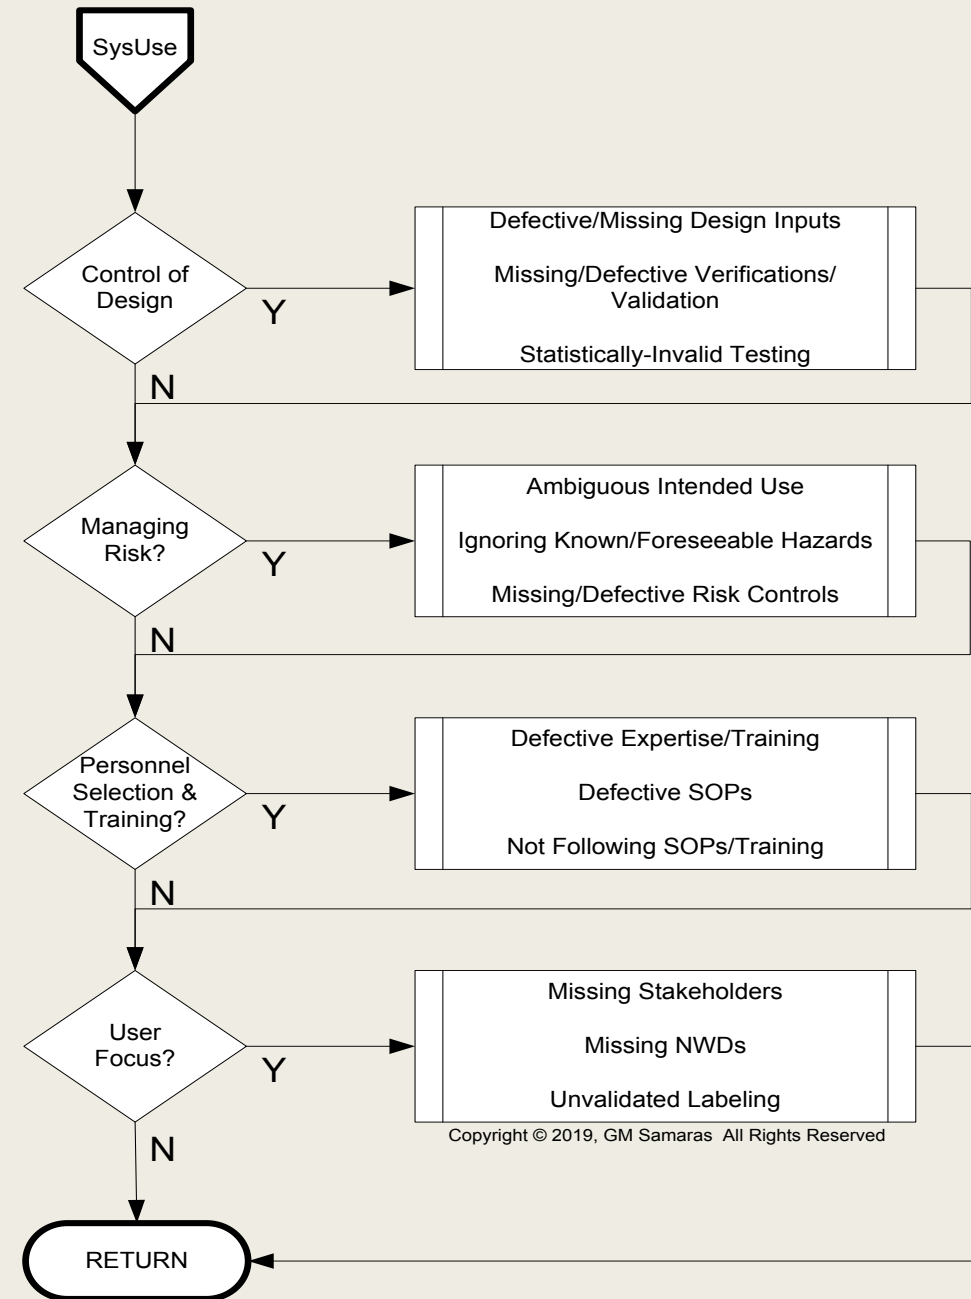 SysUse
Control of
Design
Y
N
Defective/Missing Design Inputs
Missing/Defective Verifications/
Validation
Statistically-Invalid Testing
Managing
Risk?
Y
N
Ambiguous Intended Use
Ignoring Known/Foreseeable Hazards
Missing/Defective Risk Controls
Personnel
Selection &
Training?
Y
N
Defective Expertise/Training
Defective SOPs
Not Following SOPs/Training
User
Focus?
Y
N
Missing Stakeholders
Missing NWDs
Unvalidated Labeling
Copyright © 2019, GM Samaras  All Rights Reserved
RETURN